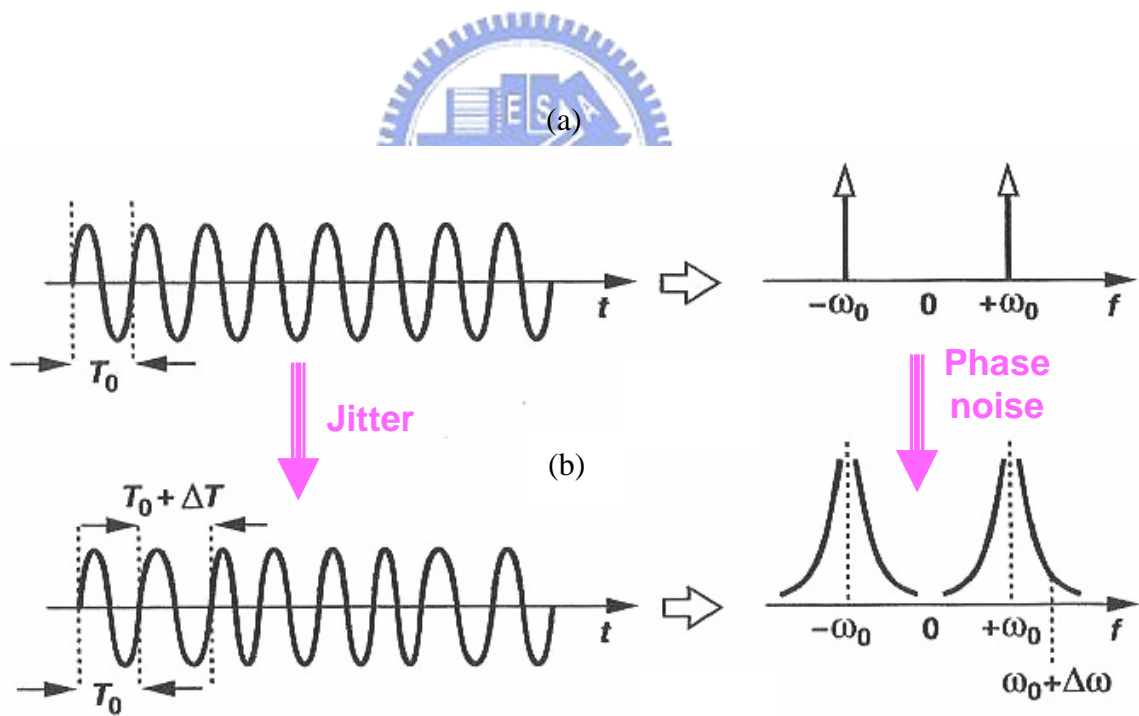 E S A
(a)
t
-ω₀ 0 +ω₀ f
T₀
Jitter
Phase
noise
(b)
T₀ + ΔT
t
-ω₀ 0 +ω₀ f
T₀
ω₀+Δω